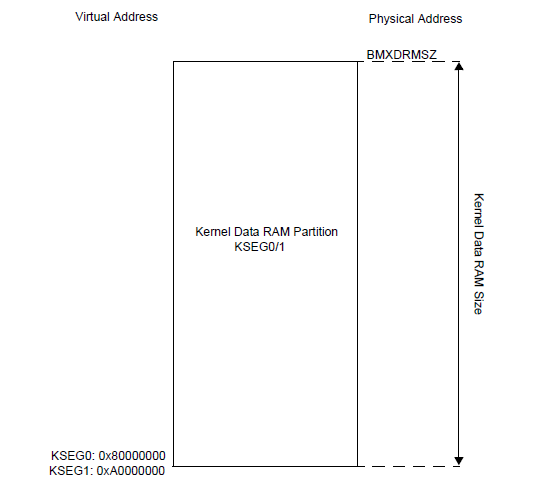 Virtual Address
Physical Address
BMXDRMSZ
Kernel Data RAM Partition
KSEG0/1
Kernel Data RAM Size
KSEG0: 0x80000000
KSEG1: 0xA0000000